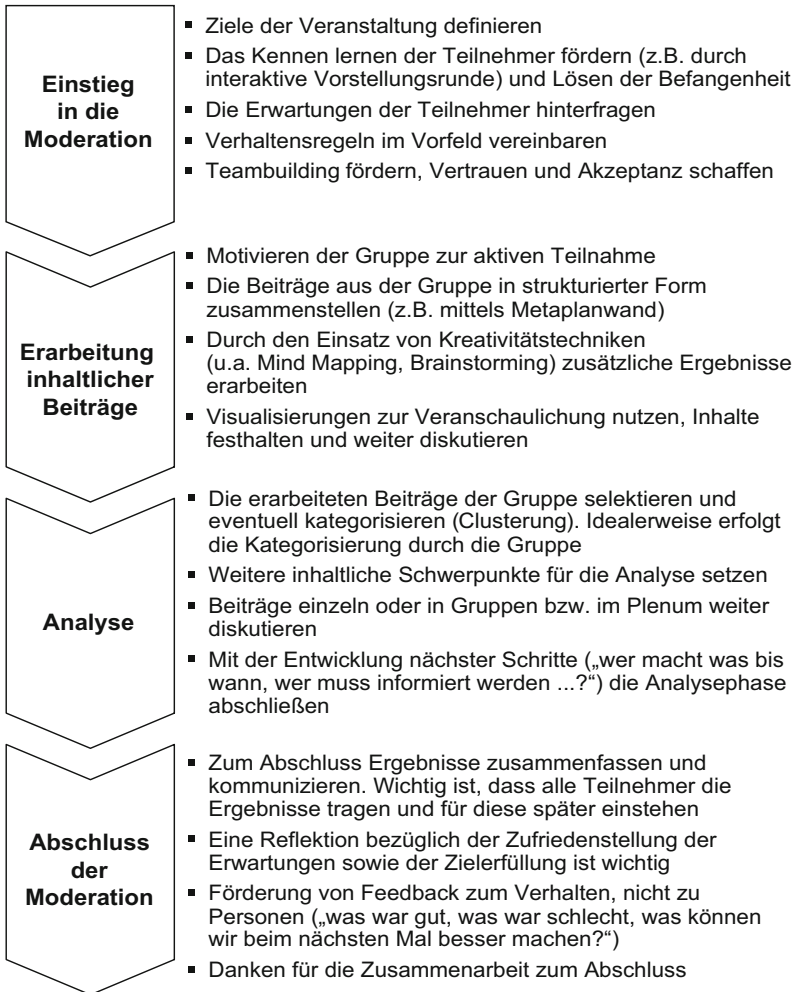 Einstieg
in die
Moderation
▪ Ziele der Veranstaltung definieren
▪ Das Kennen lernen der Teilnehmer fördern (z.B. durch
interaktive Vorstellungsrunde) und Lösen der Befangenheit
▪ Die Erwartungen der Teilnehmer hinterfragen
▪ Verhaltensregeln im Vorfeld vereinbaren
▪ Teambuilding fördern, Vertrauen und Akzeptanz schaffen
Erarbeitung
inhaltlicher
Beiträge
▪ Motivieren der Gruppe zur aktiven Teilnahme
▪ Die Beiträge aus der Gruppe in strukturierter Form
zusammenstellen (z.B. mittels Metaplanwand)
▪ Durch den Einsatz von Kreativitätstechniken
(u.a. Mind Mapping, Brainstorming) zusätzliche Ergebnisse
erarbeiten
▪ Visualisierungen zur Veranschaulichung nutzen, Inhalte
festhalten und weiter diskutieren
Analyse
▪ Die erarbeiteten Beiträge der Gruppe selektieren und
eventuell kategorisieren (Clusterung). Idealerweise erfolgt
die Kategorisierung durch die Gruppe
▪ Weitere inhaltliche Schwerpunkte für die Analyse setzen
▪ Beiträge einzeln oder in Gruppen bzw. im Plenum weiter
diskutieren
▪ Mit der Entwicklung nächster Schritte („wer macht was bis
wann, wer muss informiert werden ...?“) die Analysephase
abschließen
Abschluss
der
Moderation
▪ Zum Abschluss Ergebnisse zusammenfassen und
kommunizieren. Wichtig ist, dass alle Teilnehmer die
Ergebnisse tragen und für diese später einstehen
▪ Eine Reflektion bezüglich der Zufriedenstellung der
Erwartungen sowie der Zielerfüllung ist wichtig
▪ Förderung von Feedback zum Verhalten, nicht zu
Personen („was war gut, was war schlecht, was können
wir beim nächsten Mal besser machen?“)
▪ Danken für die Zusammenarbeit zum Abschluss